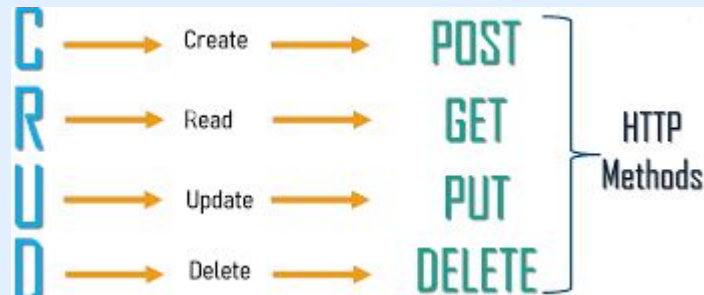 C Create POST
R Read GET
U Update PUT
D Delete DELETE
HTTP
Methods